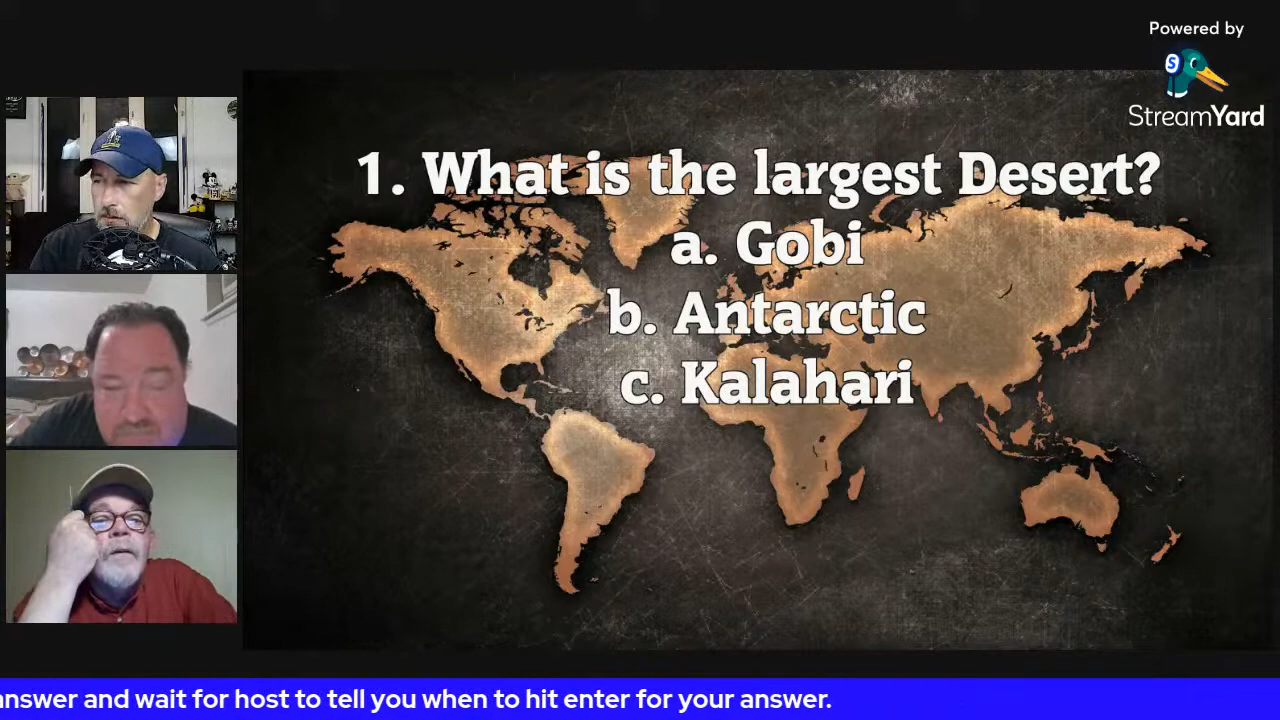 Powered by
StreamYard
1. What is the largest Desert?
a. Gobi
b. Antarctic
c. Kalahari
answer and wait for host to tell you when to hit enter for your answer.